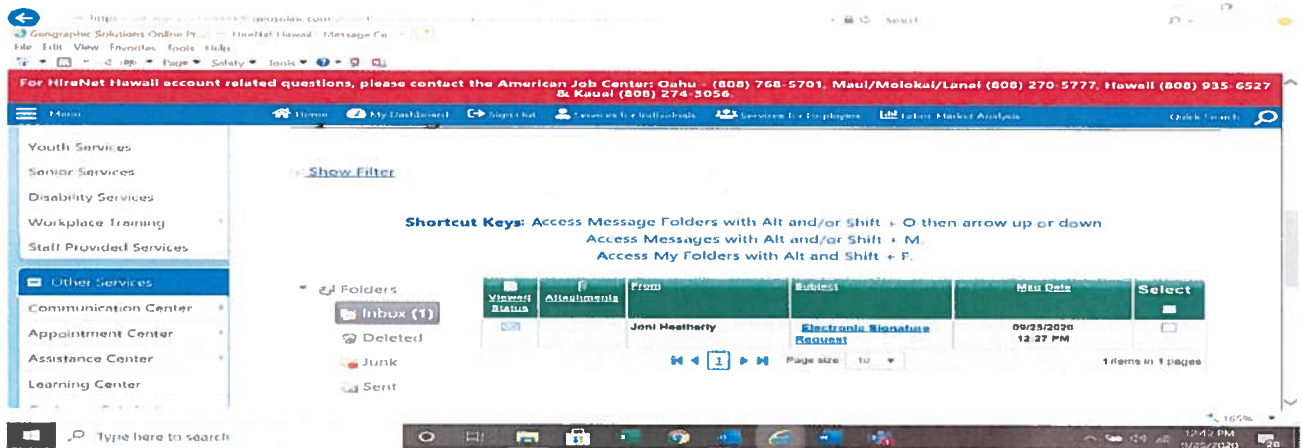 Geographic Solutions Online Pr...
HireNet Hawaii - Message Ce...
File Edit View Favorites Tools Help
Page Safety Tools
For HireNet Hawaii account related questions, please contact the American Job Center: Oahu - (808) 768-5701, Maui/Molokai/Lanai (808) 270-5777, Hawaii (808) 935-6527
& Kauai (808) 274-3056.
Menu Home My Dashboard Sign Out Services for Individuals Services for Employers Labor Market Analysis Quick Search
Youth Services
Senior Services
Disability Services
Workplace Training
Staff Provided Services
Show Filter
Shortcut Keys: Access Message Folders with Alt and/or Shift + O then arrow up or down
Access Messages with Alt and/or Shift + M.
Access My Folders with Alt and Shift + F.
Other Services
Communication Center
Appointment Center
Assistance Center
Learning Center
Folders
Inbox (1)
Deleted
Junk
Sent
Viewed Status Attachments From Subject Msg Date Select
Joni Heatherly Electronic Signature Request 09/25/2020 12:27 PM
1 Page size 10 1 items in 1 pages
165%
Type here to search
12:42 PM
9/25/2020
20